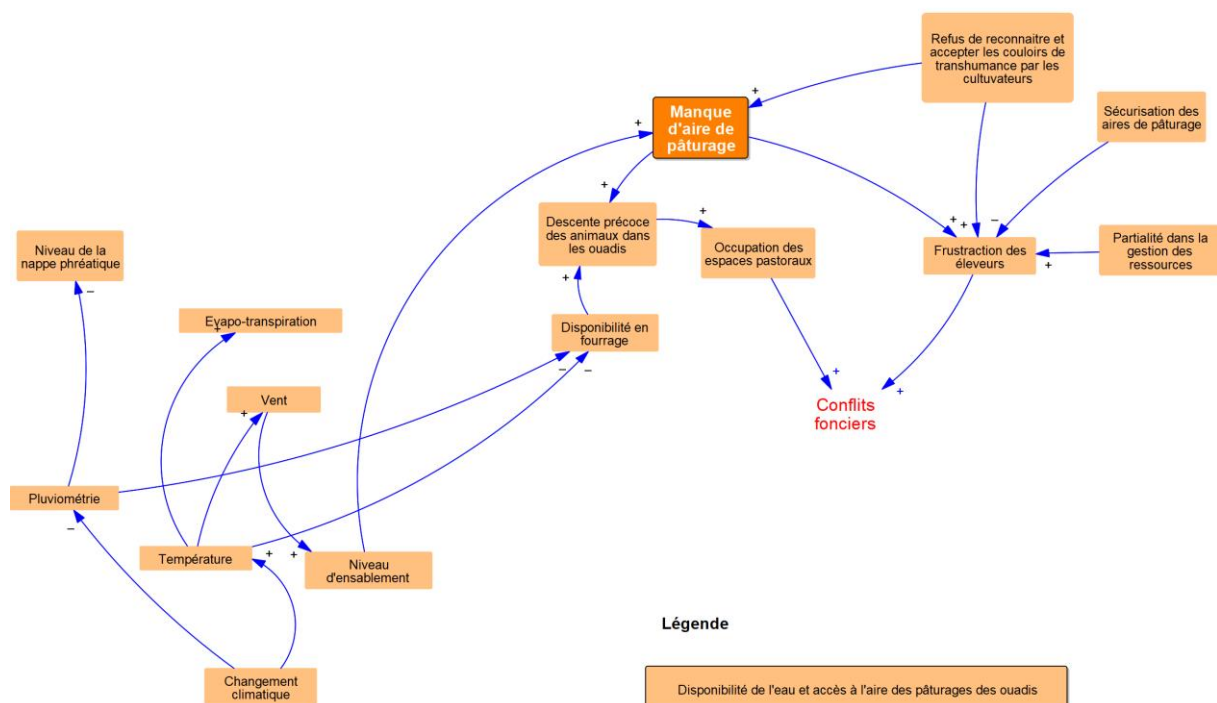 Refus de reconnaitre et
accepter les couloirs de
transhumance par les
cultuvateurs
+
Manque
d'aire de
pâturage
+
Sécurisation des
aires de pâturage
+
Descente précoce
des animaux dans
les ouadis
+
Occupation des
espaces pastoraux
+
+
–
Frustraction des
éleveurs
+
Partialité dans la
gestion des
ressources
Niveau de la
nappe phréatique
–
+
Evapo-transpiration
+
Disponibilité en
fourrage
–
–
Vent
+
+
+
Conflits
fonciers
Pluviométrie
–
Température
+
+
Niveau
d'ensablement
Changement
climatique
Légende
Disponibilité de l'eau et accès à l'aire des pâturages des ouadis